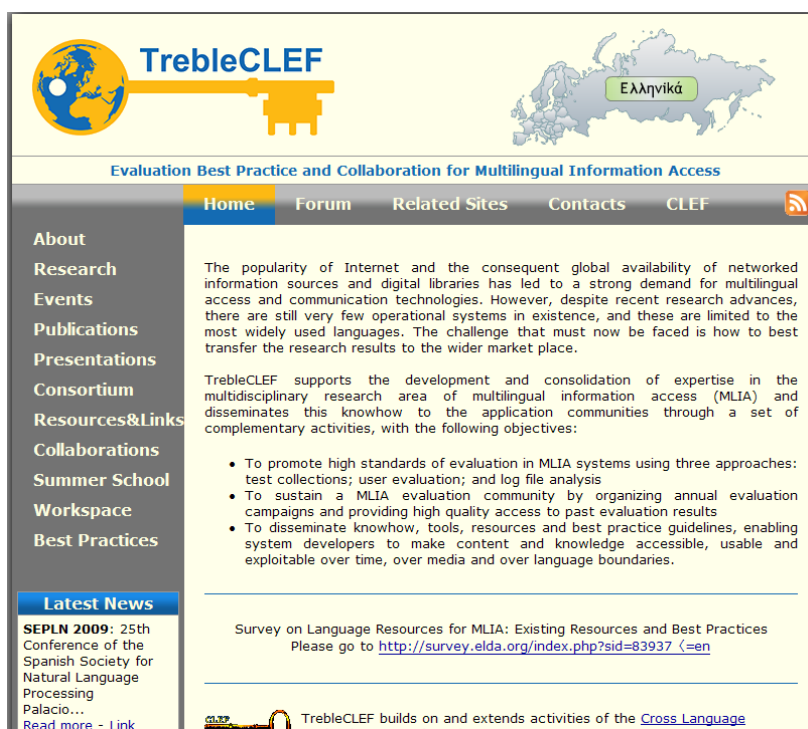 TrebleCLEF
Ελληνικά
Evaluation Best Practice and Collaboration for Multilingual Information Access
Home Forum Related Sites Contacts CLEF
About
Research
Events
Publications
Presentations
Consortium
Resources&Links
Collaborations
Summer School
Workspace
Best Practices
Latest News
SEPLN 2009: 25th
Conference of the
Spanish Society for
Natural Language
Processing
Palacio...
Read more - Link
The popularity of Internet and the consequent global availability of networked
information sources and digital libraries has led to a strong demand for multilingual
access and communication technologies. However, despite recent research advances,
there are still very few operational systems in existence, and these are limited to the
most widely used languages. The challenge that must now be faced is how to best
transfer the research results to the wider market place.
TrebleCLEF supports the development and consolidation of expertise in the
multidisciplinary research area of multilingual information access (MLIA) and
disseminates this knowhow to the application communities through a set of
complementary activities, with the following objectives:
• To promote high standards of evaluation in MLIA systems using three approaches:
test collections; user evaluation; and log file analysis
• To sustain a MLIA evaluation community by organizing annual evaluation
campaigns and providing high quality access to past evaluation results
• To disseminate knowhow, tools, resources and best practice guidelines, enabling
system developers to make content and knowledge accessible, usable and
exploitable over time, over media and over language boundaries.
Survey on Language Resources for MLIA: Existing Resources and Best Practices
Please go to http://survey.elda.org/index.php?sid=83937〈=en
CLEF
TrebleCLEF builds on and extends activities of the Cross Language